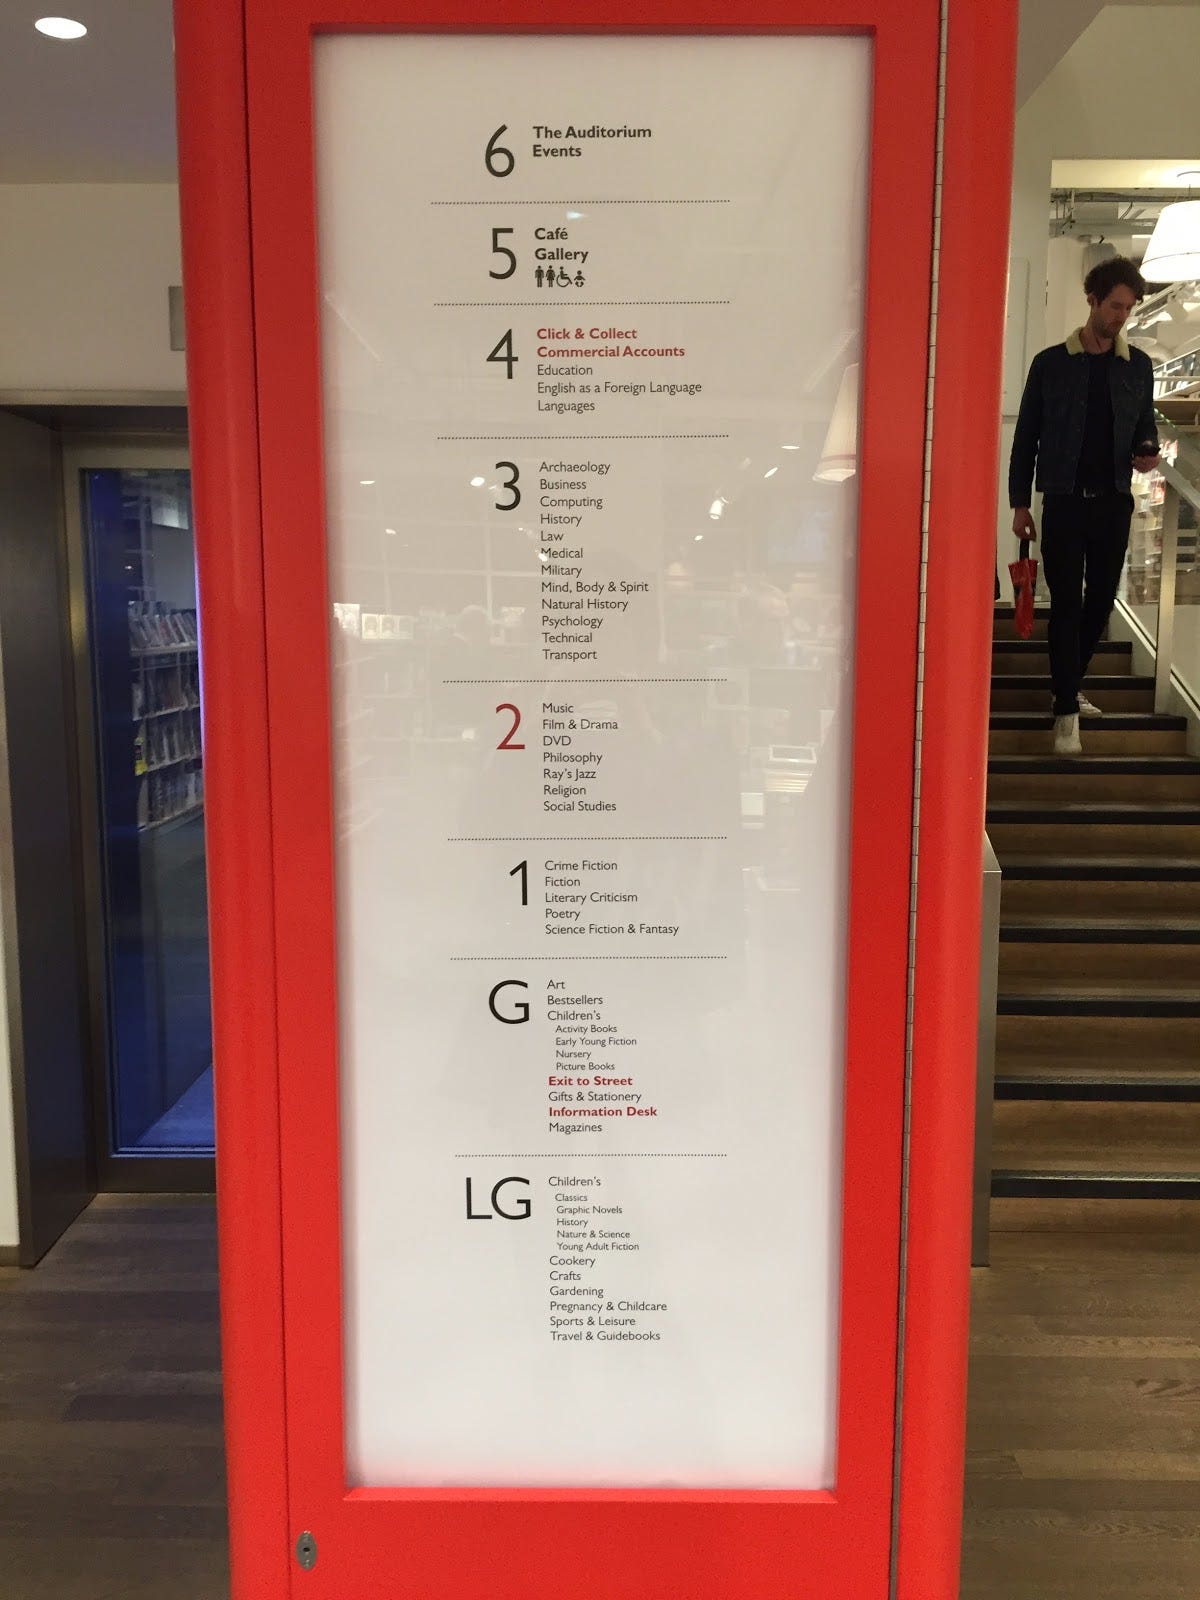 6
The Auditorium
Events
5
Café
Gallery
4
Click & Collect
Commercial Accounts
Education
English as a Foreign Language
Languages
3
Archaeology
Business
Computing
History
Law
Medical
Military
Mind, Body & Spirit
Natural History
Psychology
Technical
Transport
2
Music
Film & Drama
DVD
Philosophy
Ray's Jazz
Religion
Social Studies
1
Crime Fiction
Fiction
Literary Criticism
Poetry
Science Fiction & Fantasy
G
Art
Bestsellers
Children's
Activity Books
Early Young Fiction
Nursery
Picture Books
Exit to Street
Gifts & Stationery
Information Desk
Magazines
LG
Children's
Classics
Graphic Novels
History
Nature & Science
Young Adult Fiction
Cookery
Crafts
Gardening
Pregnancy & Childcare
Sports & Leisure
Travel & Guidebooks